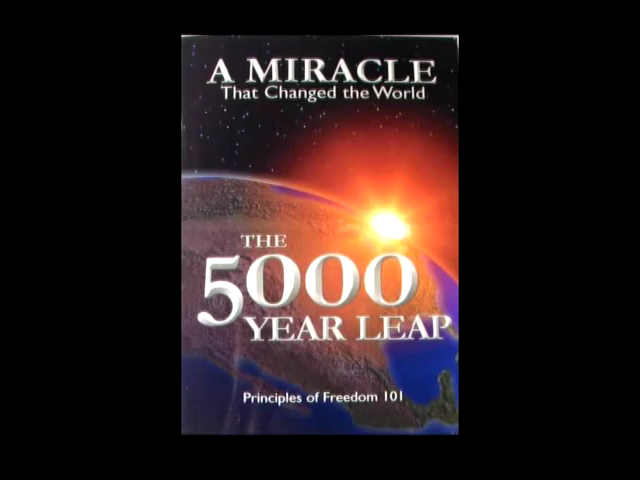 A MIRACLE
That Changed the World
THE
5000
YEAR LEAP
Principles of Freedom 101